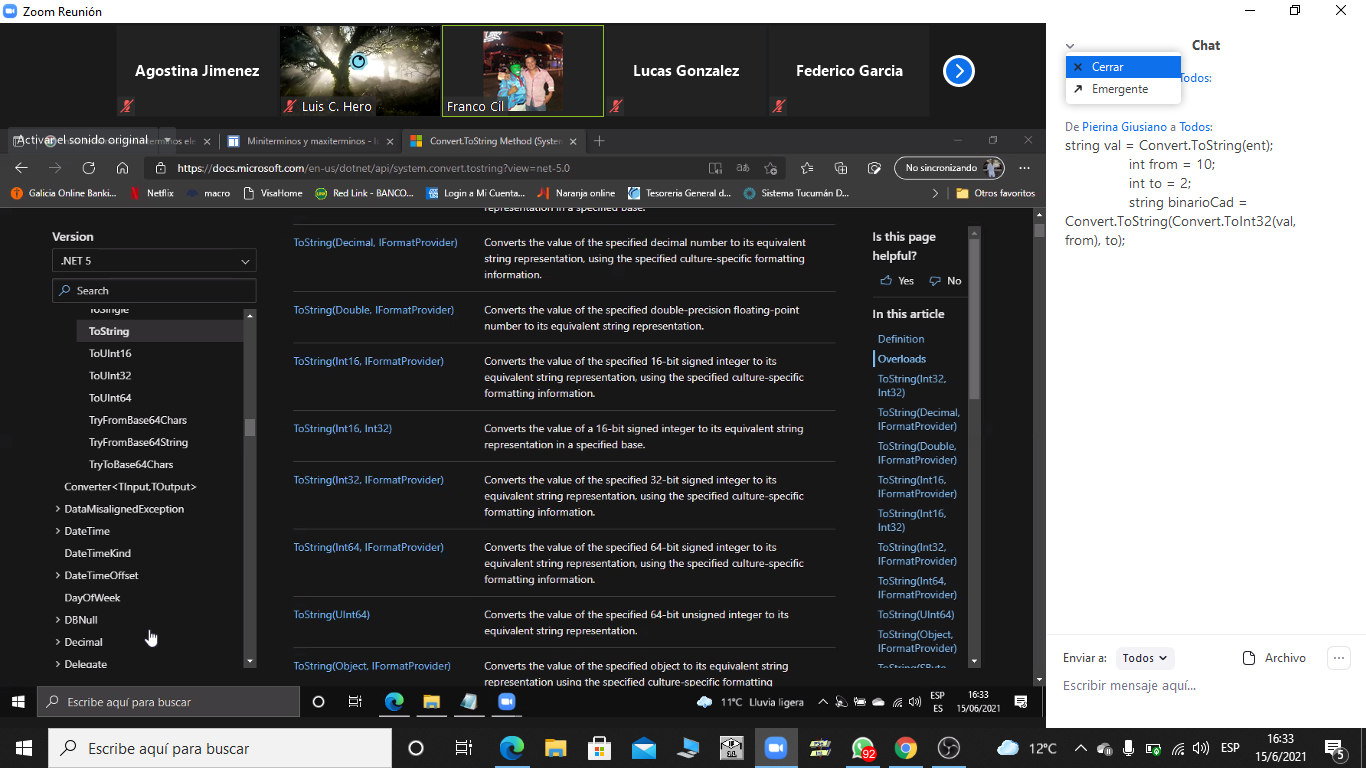 Zoom Reunión
Agostina Jimenez
Luis C. Hero
Franco Cil
Lucas Gonzalez
Federico Garcia
Activar el sonido original
Miniterminos y maxiterminos - l
Convert.ToString Method (System
https://docs.microsoft.com/en-us/dotnet/api/system.convert.tostring?view=net-5.0
No sincronizando
Galicia Online Banki...
Netflix
macro
VisaHome
Red Link - BANCO...
Login a Mi Cuenta...
Naranja online
Tesoreria General d...
Sistema Tucumán D...
Otros favoritos
Version
.NET 5
Search
ToSingle
ToString
ToUInt16
ToUInt32
ToUInt64
TryFromBase64Chars
TryFromBase64String
TryToBase64Chars
Converter<TInput,TOutput>
DataMisalignedException
DateTime
DateTimeKind
DateTimeOffset
DayOfWeek
DBNull
Decimal
Delegate
representation in a specified base.
ToString(Decimal, IFormatProvider)
Converts the value of the specified decimal number to its equivalent
string representation, using the specified culture-specific formatting
information.
ToString(Double, IFormatProvider)
Converts the value of the specified double-precision floating-point
number to its equivalent string representation.
ToString(Int16, IFormatProvider)
Converts the value of the specified 16-bit signed integer to its
equivalent string representation, using the specified culture-specific
formatting information.
ToString(Int16, Int32)
Converts the value of a 16-bit signed integer to its equivalent string
representation in a specified base.
ToString(Int32, IFormatProvider)
Converts the value of the specified 32-bit signed integer to its
equivalent string representation, using the specified culture-specific
formatting information.
ToString(Int64, IFormatProvider)
Converts the value of the specified 64-bit signed integer to its
equivalent string representation, using the specified culture-specific
formatting information.
ToString(UInt64)
Converts the value of the specified 64-bit unsigned integer to its
equivalent string representation.
ToString(Object, IFormatProvider)
Converts the value of the specified object to its equivalent string
representation using the specified culture-specific formatting
Is this page
helpful?
Yes
No
In this article
Definition
Overloads
ToString(Int32,
Int32)
ToString(Decimal,
IFormatProvider)
ToString(Double,
IFormatProvider)
ToString(Int16,
IFormatProvider)
ToString(Int16,
Int32)
ToString(Int32,
IFormatProvider)
ToString(Int64,
IFormatProvider)
ToString(UInt64)
ToString(Object,
IFormatProvider)
ToString(SByte
Escribe aquí para buscar
11°C Lluvia ligera
ESP
ES
16:33
15/06/2021
Chat
Cerrar
Emergente
Todos:
De Pierina Giusiano a Todos:
string val = Convert.ToString(ent);
int from = 10;
int to = 2;
string binarioCad =
Convert.ToString(Convert.ToInt32(val,
from), to);
Enviar a:
Todos
Archivo
Escribir mensaje aquí...
Escribe aquí para buscar
92
12°C
ESP
16:33
15/6/2021
5